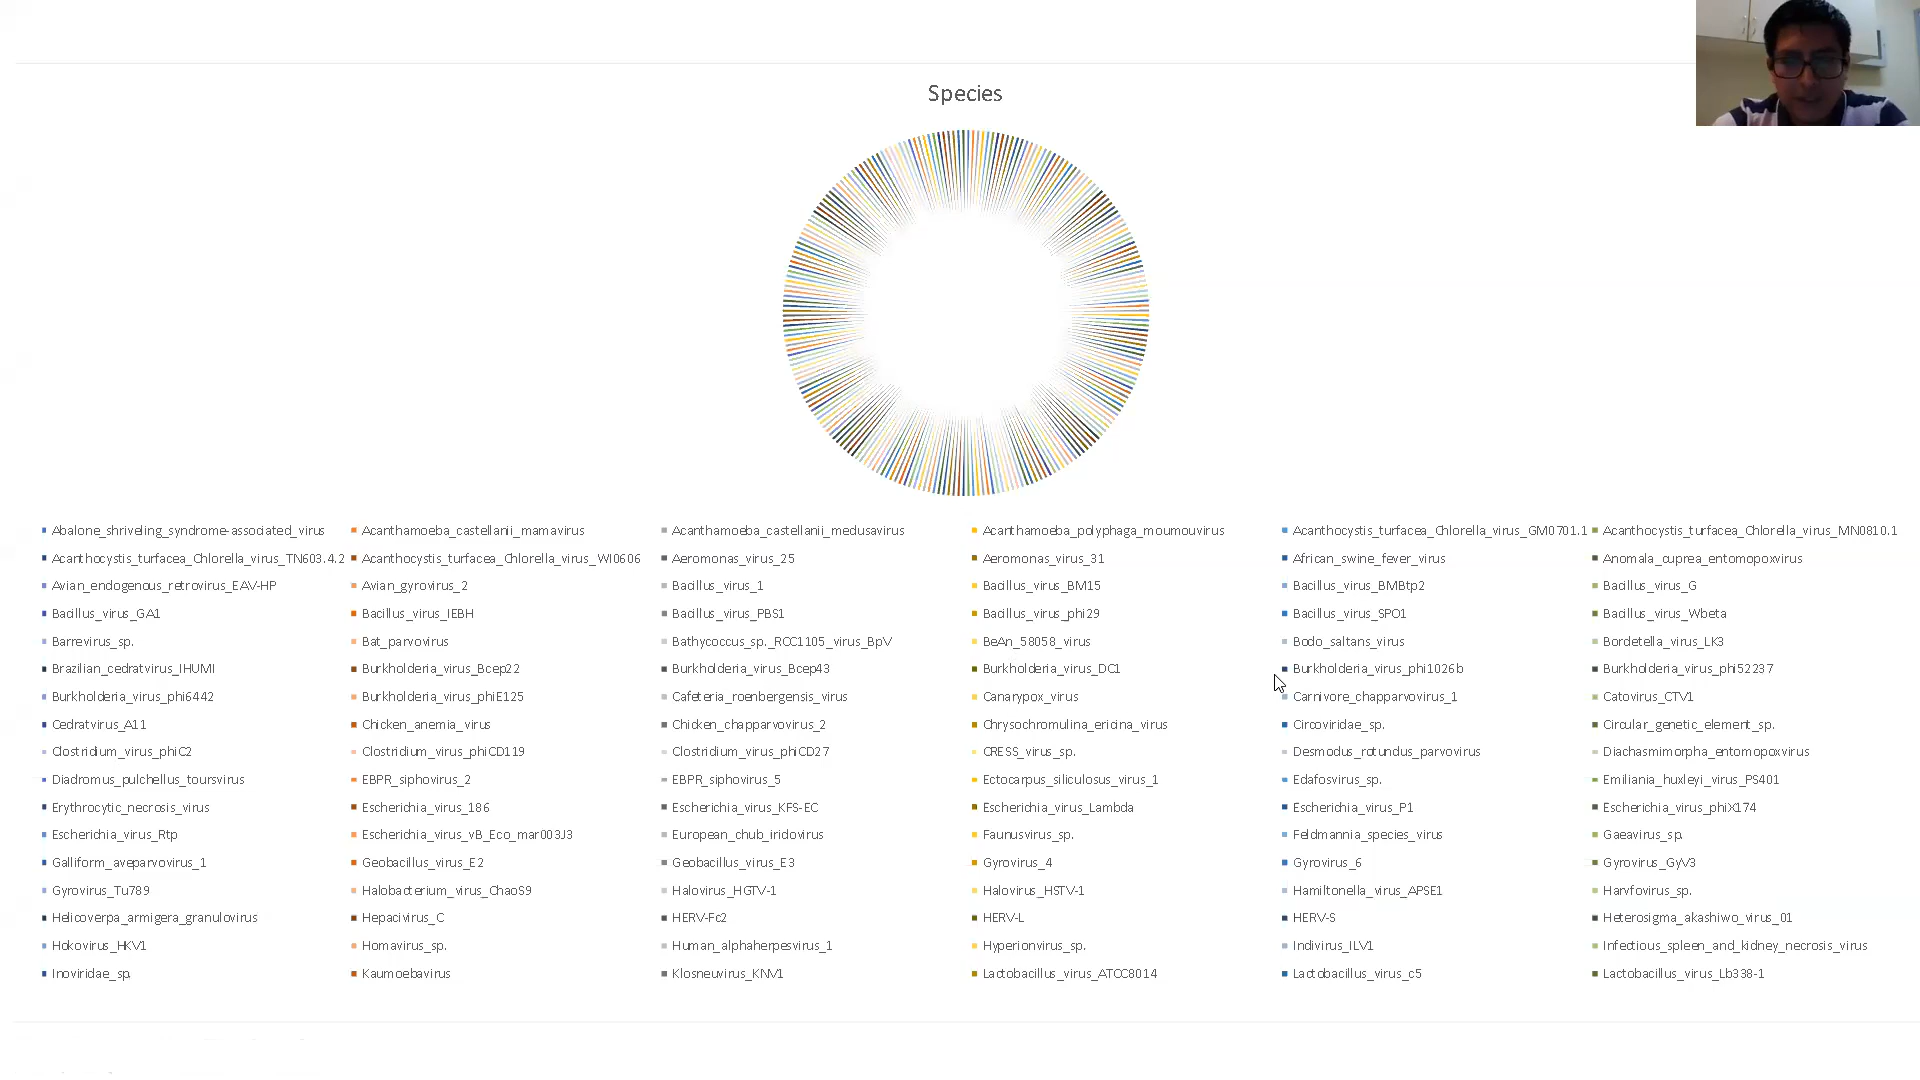 Species
Abalone_shriveling_syndrome-associated_virus Acanthamoeba_castellanii_mamavirus Acanthamoeba_castellanii_medusavirus Acanthamoeba_polyphaga_moumouvirus Acanthocystis_turfacea_Chlorella_virus_GM0701.1 Acanthocystis_turfacea_Chlorella_virus_MN0810.1
Acanthocystis_turfacea_Chlorella_virus_TN603.4.2 Acanthocystis_turfacea_Chlorella_virus_WI0606 Aeromonas_virus_25 Aeromonas_virus_31 African_swine_fever_virus Anomala_cuprea_entomopoxvirus
Avian_endogenous_retrovirus_EAV-HP Avian_gyrovirus_2 Bacillus_virus_1 Bacillus_virus_BM15 Bacillus_virus_BMBtp2 Bacillus_virus_G
Bacillus_virus_GA1 Bacillus_virus_IEBH Bacillus_virus_PBS1 Bacillus_virus_phi29 Bacillus_virus_SPO1 Bacillus_virus_Wbeta
Barrevirus_sp. Bat_parvovirus Bathycoccus_sp._RCC1105_virus_BpV BeAn_58058_virus Bodo_saltans_virus Bordetella_virus_LK3
Brazilian_cedratvirus_IHUMI Burkholderia_virus_Bcep22 Burkholderia_virus_Bcep43 Burkholderia_virus_DC1 Burkholderia_virus_phi1026b Burkholderia_virus_phi52237
Burkholderia_virus_phi6442 Burkholderia_virus_phiE125 Cafeteria_roenbergensis_virus Canarypox_virus Carnivore_chapparvovirus_1 Catovirus_CTV1
Cedratvirus_A11 Chicken_anemia_virus Chicken_chapparvovirus_2 Chrysochromulina_ericina_virus Circoviridae_sp. Circular_genetic_element_sp.
Clostridium_virus_phiC2 Clostridium_virus_phiCD119 Clostridium_virus_phiCD27 CRESS_virus_sp. Desmodus_rotundus_parvovirus Diachasmimorpha_entomopoxvirus
Diadromus_pulchellus_toursvirus EBPR_siphovirus_2 EBPR_siphovirus_5 Ectocarpus_siliculosus_virus_1 Edafosvirus_sp. Emiliania_huxleyi_virus_PS401
Erythrocytic_necrosis_virus Escherichia_virus_186 Escherichia_virus_KFS-EC Escherichia_virus_Lambda Escherichia_virus_P1 Escherichia_virus_phiX174
Escherichia_virus_Rtp Escherichia_virus_vB_Eco_mar003J3 European_chub_iridovirus Faunusvirus_sp. Feldmannia_species_virus Gaeavirus_sp.
Galliform_aveparvovirus_1 Geobacillus_virus_E2 Geobacillus_virus_E3 Gyrovirus_4 Gyrovirus_6 Gyrovirus_GyV3
Gyrovirus_Tu789 Halobacterium_virus_ChaoS9 Halovirus_HGTV-1 Halovirus_HSTV-1 Hamiltonella_virus_APSE1 Harvfovirus_sp.
Helicoverpa_armigera_granulovirus Hepacivirus_C HERV-Fc2 HERV-L HERV-S Heterosigma_akashiwo_virus_01
Hokovirus_HKV1 Homavirus_sp. Human_alphaherpesvirus_1 Hyperionvirus_sp. Indivirus_ILV1 Infectious_spleen_and_kidney_necrosis_virus
Inoviridae_sp. Kaumoebavirus Klosneuvirus_KNV1 Lactobacillus_virus_ATCC8014 Lactobacillus_virus_c5 Lactobacillus_virus_Lb338-1